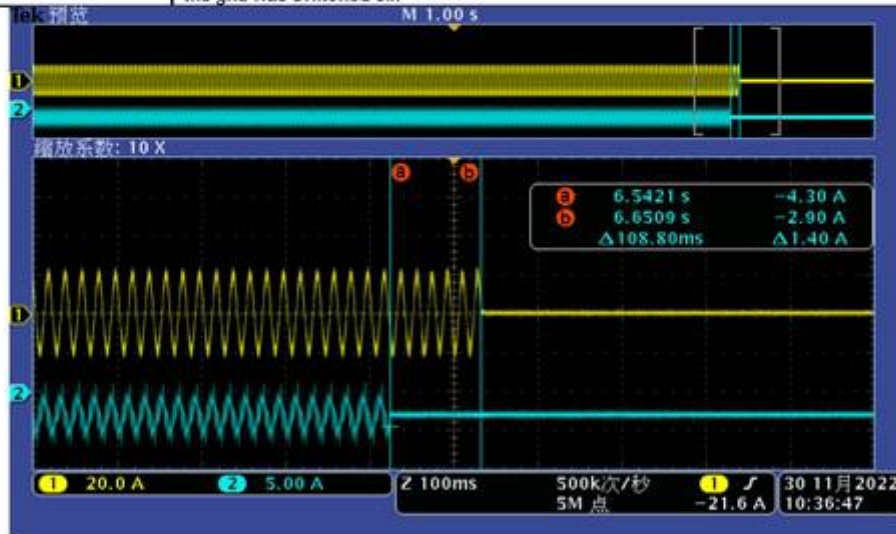 Tek 预览
M 1.00 s
1
2
缩放系数: 10 X
a b
a 6.5421 s −4.30 A
b 6.6509 s −2.90 A
Δ108.80ms Δ1.40 A
1
2
1 20.0 A 2 5.00 A Z 100ms 500k次/秒 1 30 11月 2022
5M 点 −21.6 A 10:36:47